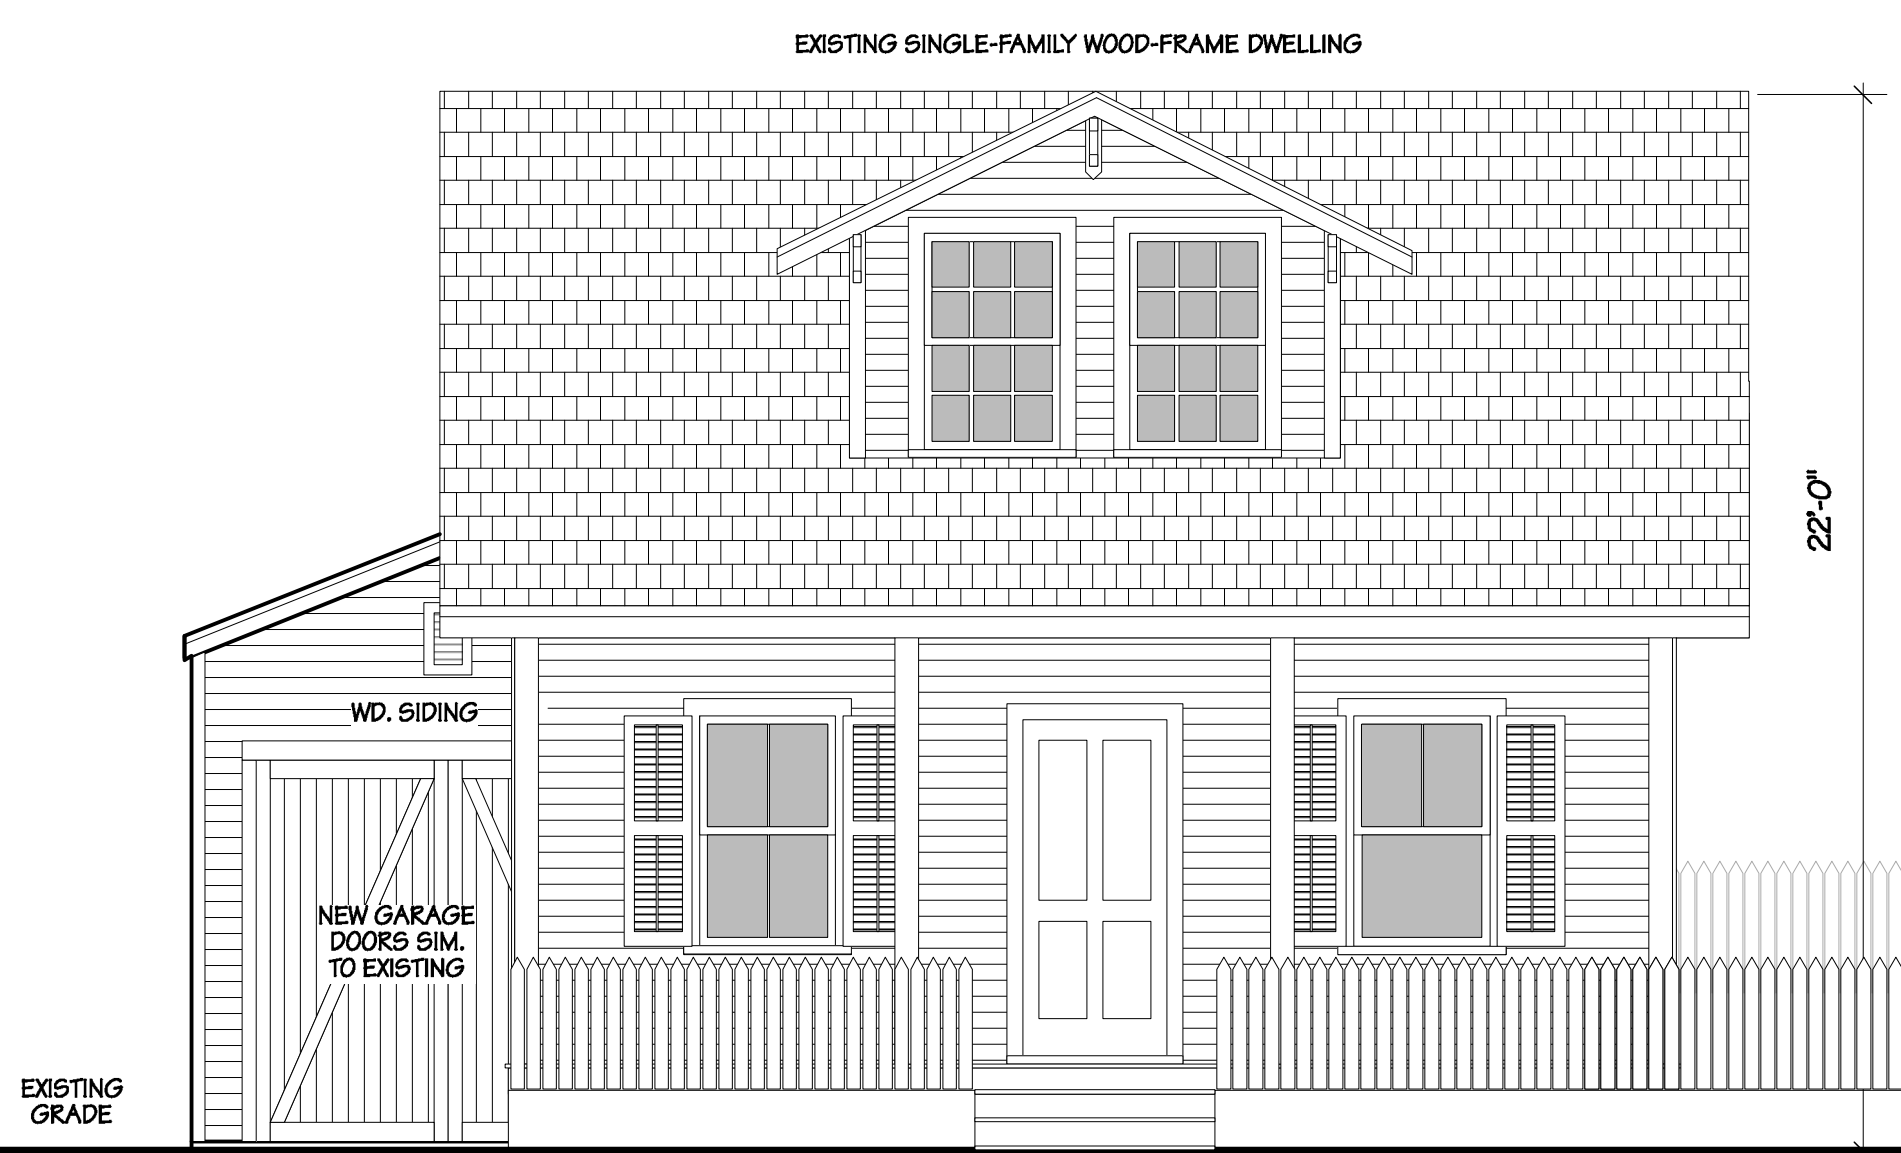 EXISTING SINGLE-FAMILY WOOD-FRAME DWELLING
22'-0"
WD. SIDING
NEW GARAGE
DOORS SIM.
TO EXISTING
EXISTING
GRADE